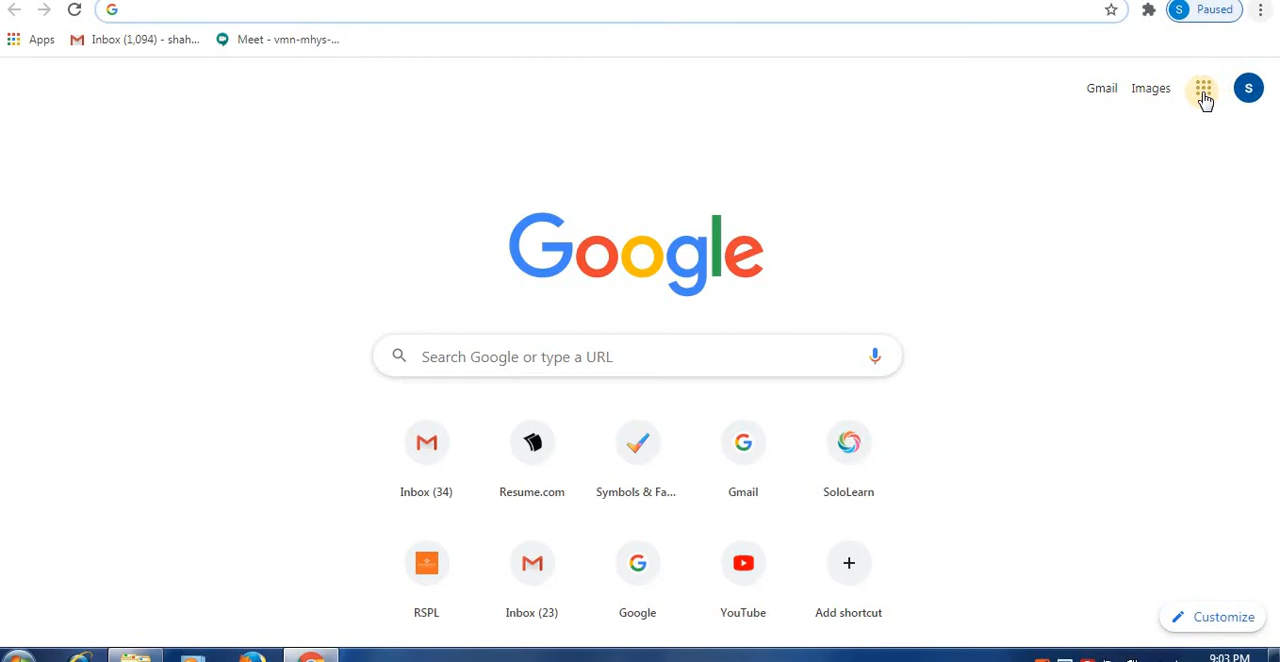 S Paused
Apps Inbox (1,094) - shah... Meet - vmn-mhys-...
Gmail Images S
Google
Search Google or type a URL
Inbox (34) Resume.com Symbols & Fa... Gmail SoloLearn
RSPL Inbox (23) Google YouTube Add shortcut
Customize
9:03 PM